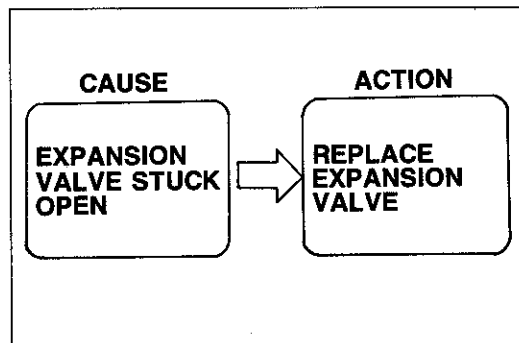 CAUSE
EXPANSION
VALVE STUCK
OPEN
ACTION
REPLACE
EXPANSION
VALVE